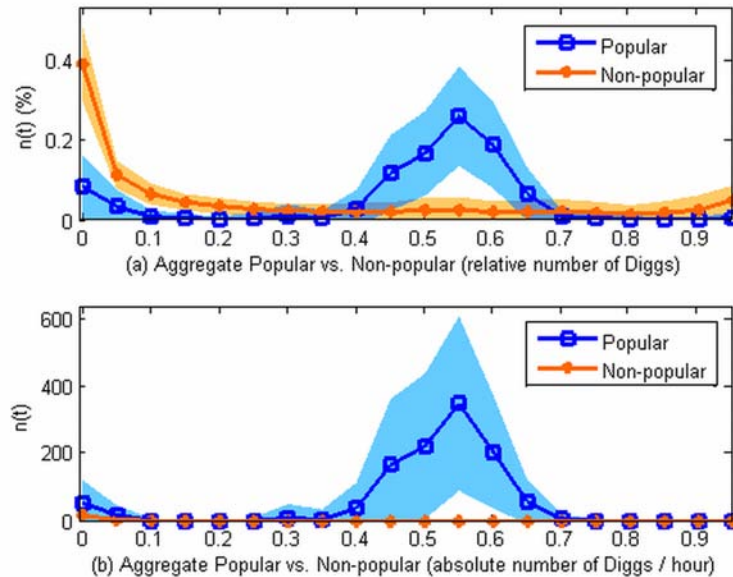 0.4
0.2
0
n(t) (%)
Popular
Non-popular
0 0.1 0.2 0.3 0.4 0.5 0.6 0.7 0.8 0.9
(a) Aggregate Popular vs. Non-popular (relative number of Diggs)
600
400
200
0
n(t)
Popular
Non-popular
0 0.1 0.2 0.3 0.4 0.5 0.6 0.7 0.8 0.9
(b) Aggregate Popular vs. Non-popular (absolute number of Diggs / hour)